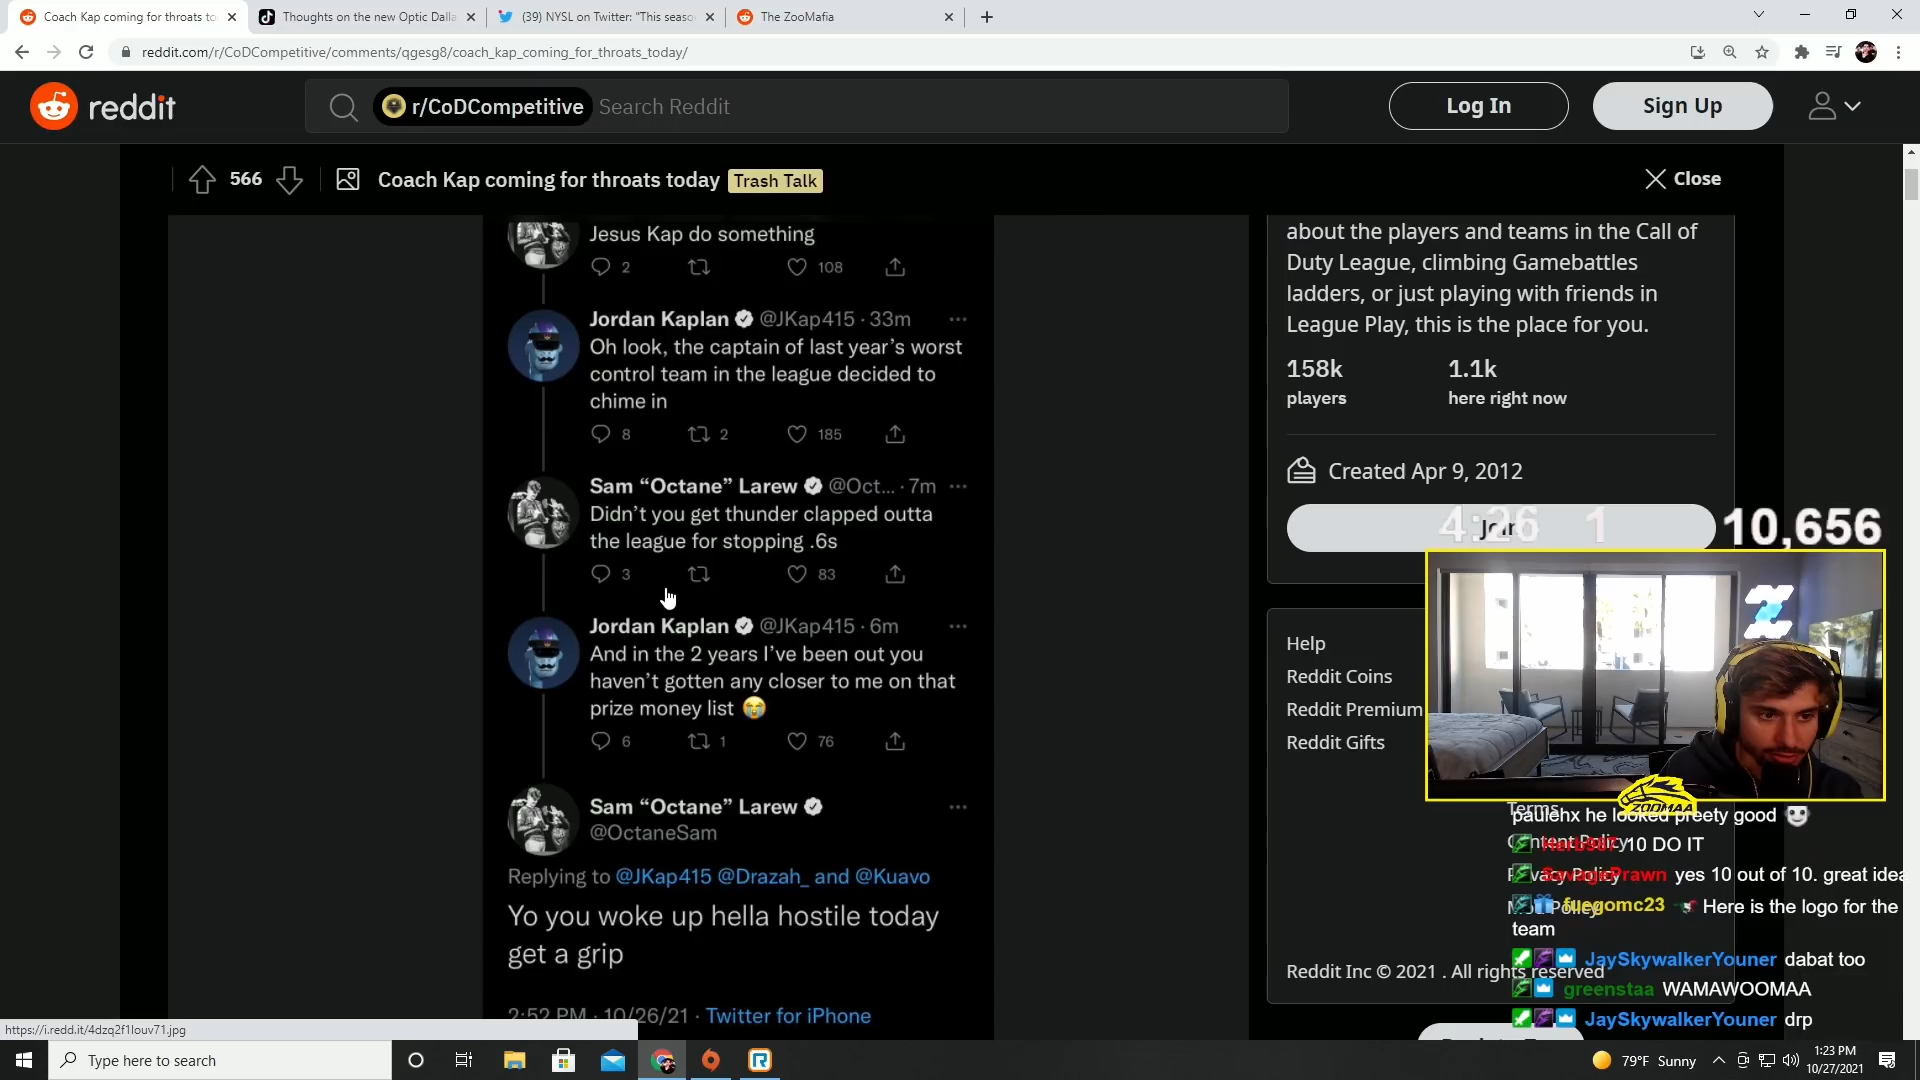 Coach Kap coming for throats to
Thoughts on the new Optic Dalla
(39) NYSL on Twitter: "This seaso
The ZooMafia
reddit.com/r/CoDCompetitive/comments/qgesg8/coach_kap_coming_for_throats_today/
reddit
r/CoDCompetitive
Search Reddit
Log In
Sign Up
566
Coach Kap coming for throats today
Trash Talk
Close
Jesus Kap do something
2
108
Jordan Kaplan @JKap415 · 33m
Oh look, the captain of last year's worst
control team in the league decided to
chime in
8
2
185
Sam “Octane” Larew @Oct... · 7m
Didn't you get thunder clapped outta
the league for stopping .6s
3
83
Jordan Kaplan @JKap415 · 6m
And in the 2 years I've been out you
haven't gotten any closer to me on that
prize money list 😭
6
1
76
Sam “Octane” Larew
@OctaneSam
Replying to @JKap415 @Drazah_ and @Kuavo
Yo you woke up hella hostile today
get a grip
2:52 PM · 10/26/21 · Twitter for iPhone
about the players and teams in the Call of
Duty League, climbing Gamebattles
ladders, or just playing with friends in
League Play, this is the place for you.
158k
1.1k
players
here right now
Created Apr 9, 2012
Join
4:26
1
10,656
Help
Reddit Coins
Reddit Premium
Reddit Gifts
ZOOMAA
Terms
Content Policy
Privacy Policy
Mod Policy
Reddit Inc © 2021 . All rights reserved
paulehx he looked preety good
10 DO IT
SavagePrawn yes 10 out of 10. great idea
fuegomc23 Here is the logo for the
team
JaySkywalkerYouner dabat too
greenstaa WAMAWOOMAA
JaySkywalkerYouner drp
https://i.redd.it/4dzq2f1louv71.jpg
Type here to search
79°F Sunny
1:23 PM
10/27/2021